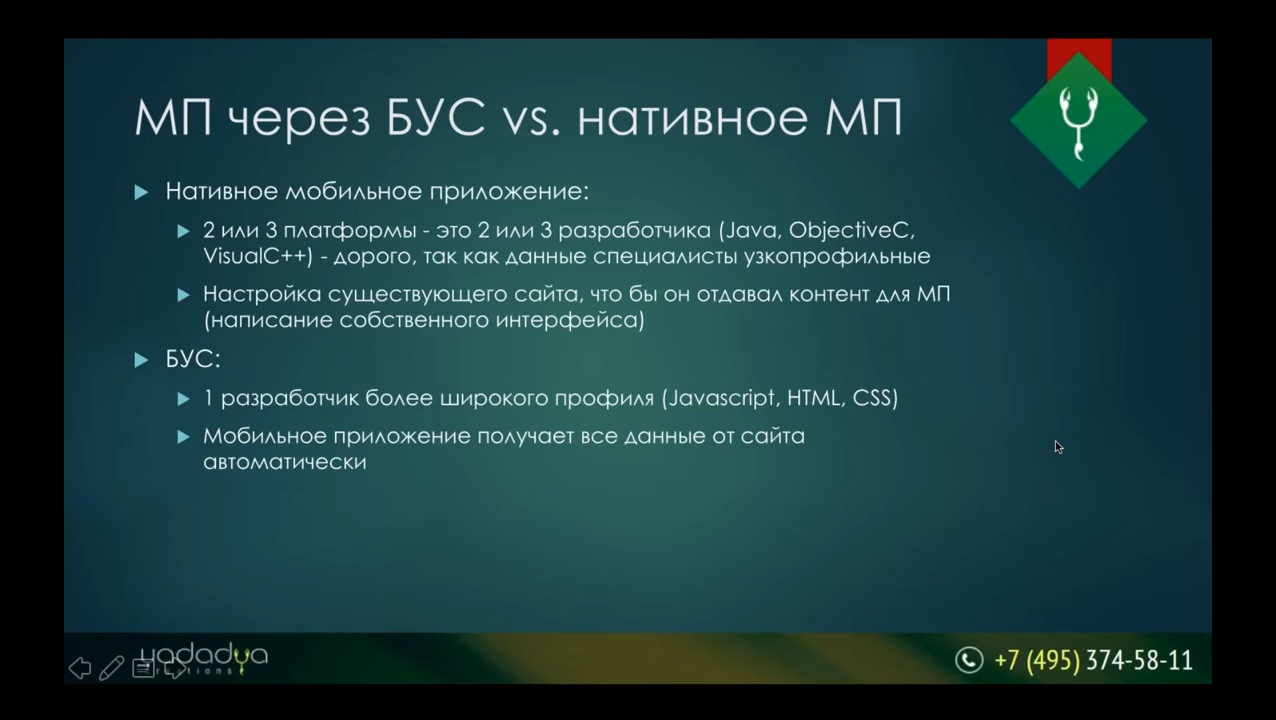 МП через БУС vs. нативное МП
Нативное мобильное приложение:
2 или 3 платформы - это 2 или 3 разработчика (Java, ObjectiveC,
VisualC++) - дорого, так как данные специалисты узкопрофильные
Настройка существующего сайта, что бы он отдавал контент для МП
(написание собственного интерфейса)
БУС:
1 разработчик более широкого профиля (Javascript, HTML, CSS)
Мобильное приложение получает все данные от сайта
автоматически
yadadya
+7 (495) 374-58-11